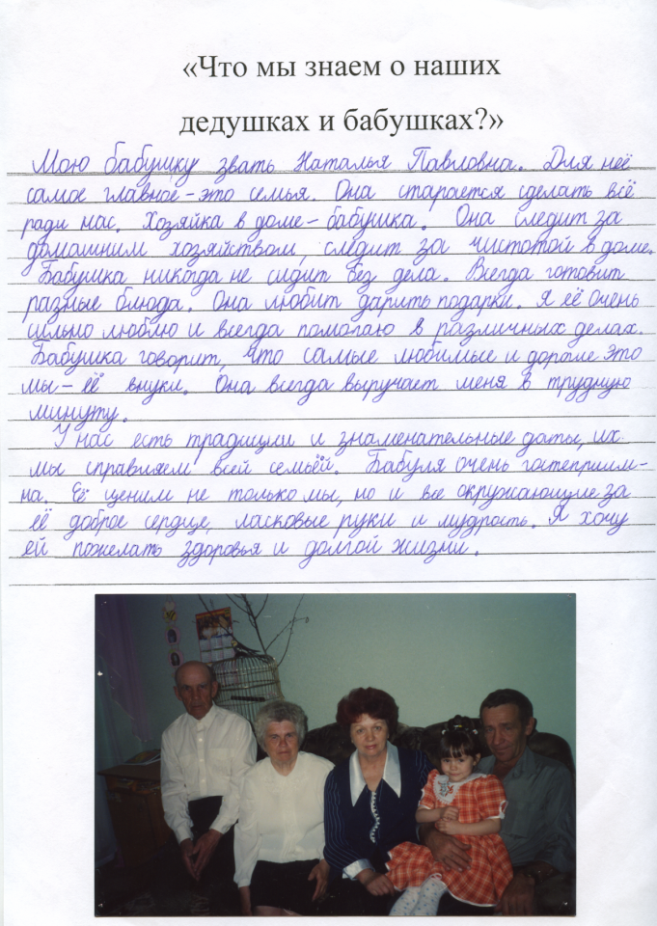 «Что мы знаем о наших
дедушках и бабушках?»
Мою бабушку звать Наталья Павловна. Для неё
самое главное - это семья. Она старается сделать всё
ради нас. Хозяйка в доме - бабушка. Она следит за
домашним хозяйством, следит за чистотой в доме.
Бабушка никогда не сидит без дела. Всегда готовит
разные блюда. Она любит дарить подарки. Я её очень
сильно люблю и всегда помогаю в различных делах.
Бабушка говорит, что самые любимые и дорогие это
мы - её внуки. Она всегда выручает меня в трудную
минуту.
У нас есть традиции и знаменательные даты, их
мы справляем всей семьёй. Бабуля очень гостеприим-
на. Её ценим не только мы, но и все окружающие за
её доброе сердце, ласковые руки и мудрость. Я хочу
ей пожелать здоровья и долгой жизни.